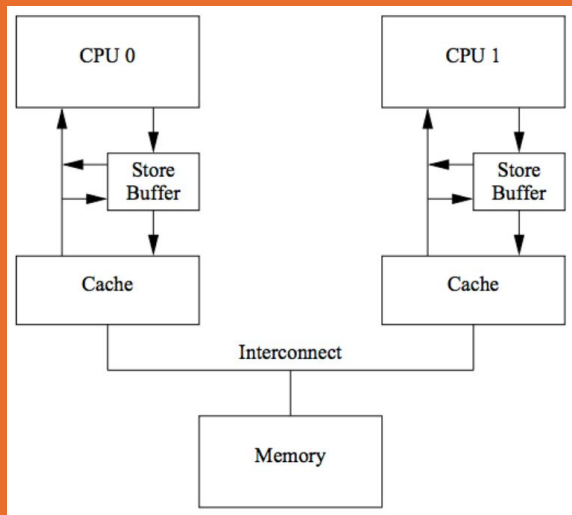 CPU 0
CPU 1
Store
Buffer
Store
Buffer
Cache
Cache
Interconnect
Memory